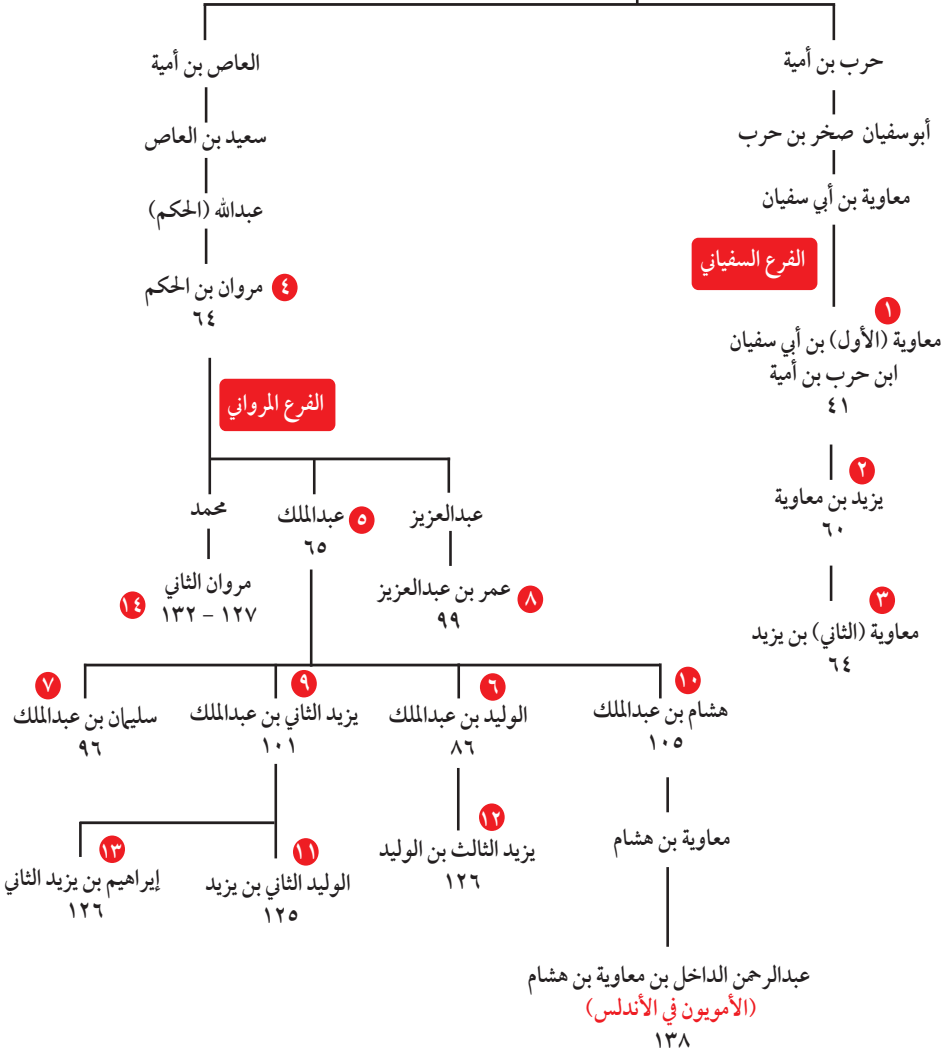 حرب بن أمية
العاص بن أمية
أبوسفيان صخر بن حرب
سعيد بن العاص
معاوية بن أبي سفيان
عبدالله (الحكم)
الفرع السفياني
٤ مروان بن الحكم
٦٤
١
معاوية (الأول) بن أبي سفيان
ابن حرب بن أمية
٤١
الفرع المرواني
٢
يزيد بن معاوية
٦٠
عبدالعزيز
٥ عبدالملك
٦٥
محمد
٣
معاوية (الثاني) بن يزيد
٦٤
٨ عمر بن عبدالعزيز
٩٩
مروان الثاني
١٢٧ – ١٣٢ ١٤
١٠
هشام بن عبدالملك
١٠٥
٦
الوليد بن عبدالملك
٨٦
٩
يزيد الثاني بن عبدالملك
١٠١
٧
سليمان بن عبدالملك
٩٦
معاوية بن هشام
١٢
يزيد الثالث بن الوليد
١٢٦
١١
الوليد الثاني بن يزيد
١٢٥
١٣
إبراهيم بن يزيد الثاني
١٢٦
عبدالرحمن الداخل بن معاوية بن هشام
(الأمويون في الأندلس)
١٣٨